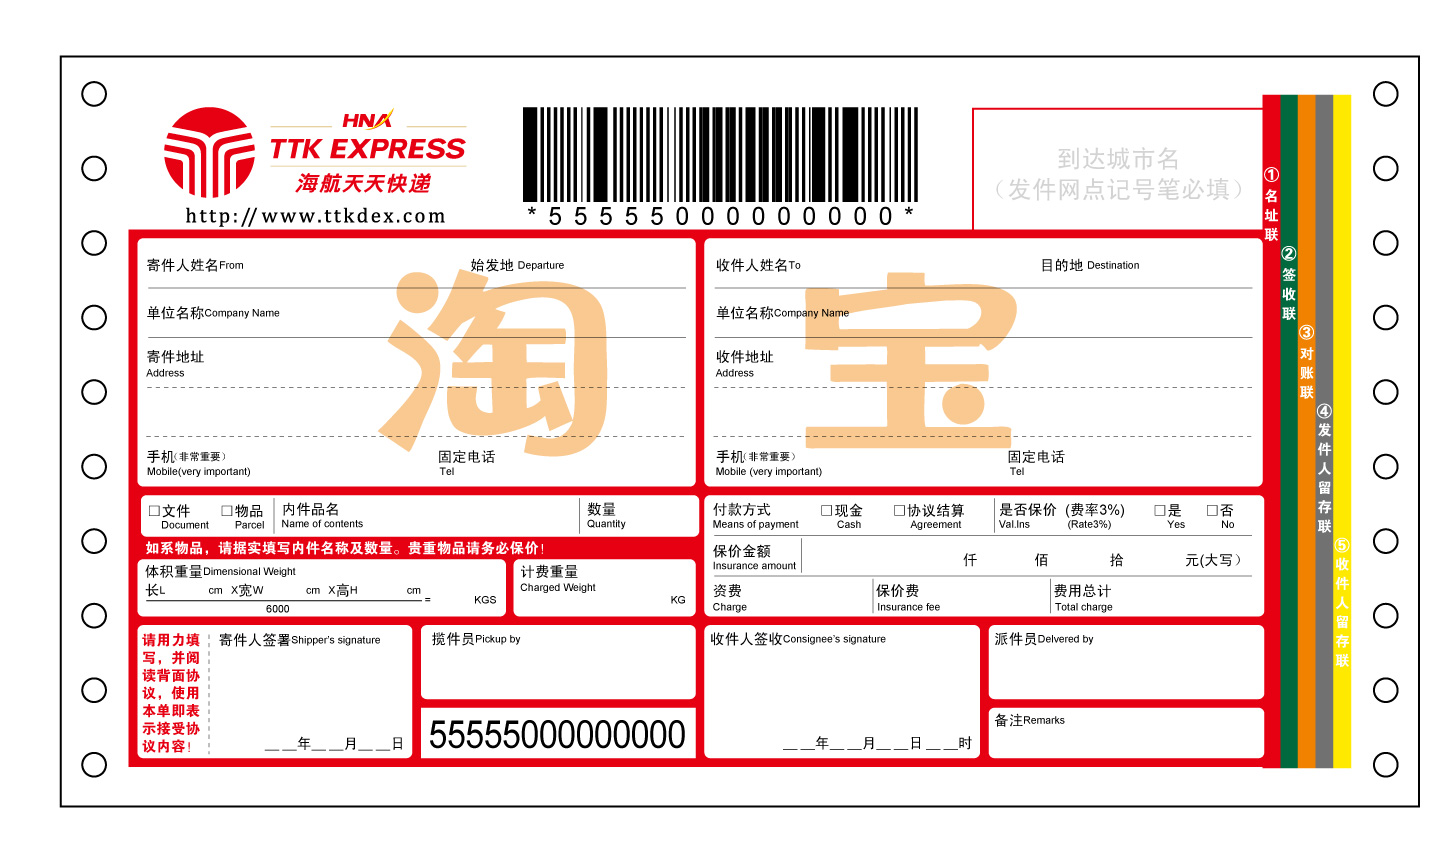 HNA
TTK EXPRESS
海航天天快递
http://www.ttkdex.com
*55555000000000*
到达城市名
（发件网点记号笔必填）
寄件人姓名From 始发地 Departure
单位名称Company Name
寄件地址
Address
手机（非常重要） 固定电话
Mobile(very important) Tel
淘
收件人姓名To 目的地 Destination
单位名称Company Name
收件地址
Address
手机（非常重要） 固定电话
Mobile (very important) Tel
宝
□文件 □物品 内件品名 数量
Document Parcel Name of contents Quantity
如系物品，请据实填写内件名称及数量。贵重物品请务必保价！
体积重量Dimensional Weight
长L cm X宽W cm X高H cm
6000 = KGS
计费重量
Charged Weight
KG
付款方式 □现金 □协议结算 是否保价 (费率3%) □是 □否
Means of payment Cash Agreement Val.lns (Rate3%) Yes No
保价金额
Insurance amount 仟 佰 拾 元(大写）
资费 保价费 费用总计
Charge Insurance fee Total charge
请用力填
写，并阅
读背面协
议，使用
本单即表
示接受协
议内容！
寄件人签署Shipper's signature
__ __年__ __月__ __日
揽件员Pickup by
55555000000000
收件人签收Consignee's signature
__ __年__ __月__ __日 __ __时
派件员Delvered by
备注Remarks
①名址联
②签收联
③对账联
④发件人留存联
⑤收件人留存联